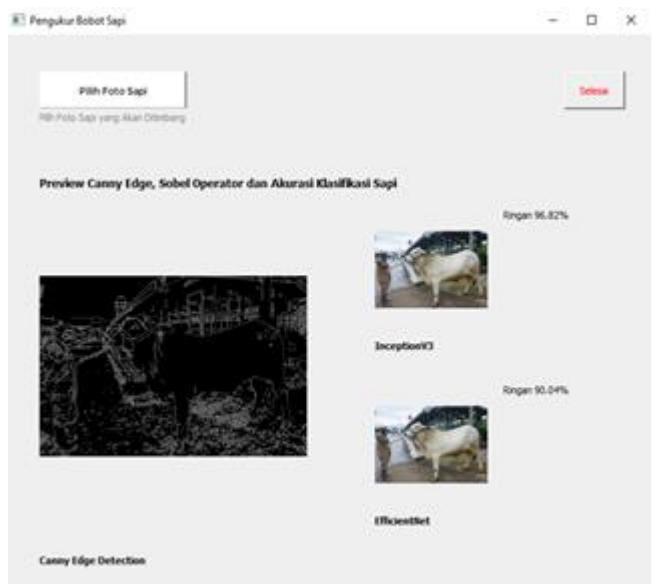 Pengukur Bobot Sapi
Pilih Foto Sapi
Selesai
Pilih Foto Sapi yang Akan Ditimbang
Preview Canny Edge, Sobel Operator dan Akurasi Klasifikasi Sapi
Ringan 96.82%
InceptionV3
Ringan 90.04%
EfficientNet
Canny Edge Detection